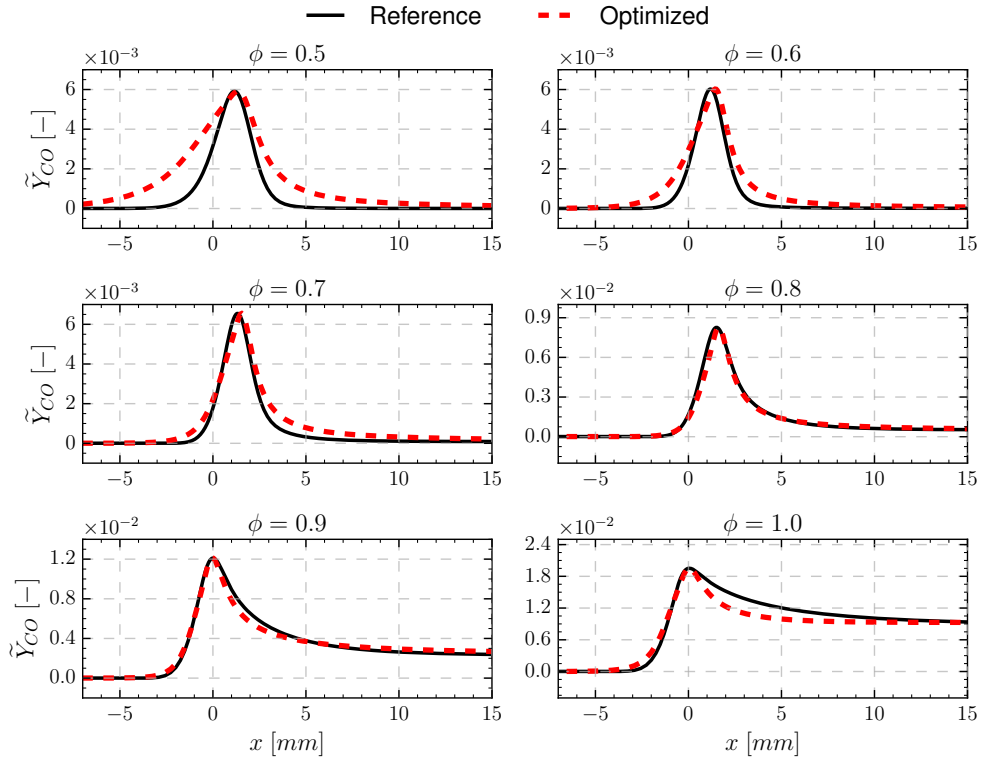 Reference Optimized
×10⁻³ ϕ = 0.5 ×10⁻³ ϕ = 0.6
Ỹ_CO [−]
6 6
4 4
2 2
0 0
−5 0 5 10 15 −5 0 5 10 15
×10⁻³ ϕ = 0.7 ×10⁻² ϕ = 0.8
Ỹ_CO [−]
6 0.9
4 0.6
2 0.3
0 0.0
−5 0 5 10 15 −5 0 5 10 15
×10⁻² ϕ = 0.9 ×10⁻² ϕ = 1.0
Ỹ_CO [−]
1.2 2.4
0.8 1.8
0.4 1.2
0.0 0.6
0.0
−5 0 5 10 15 −5 0 5 10 15
x [mm] x [mm]